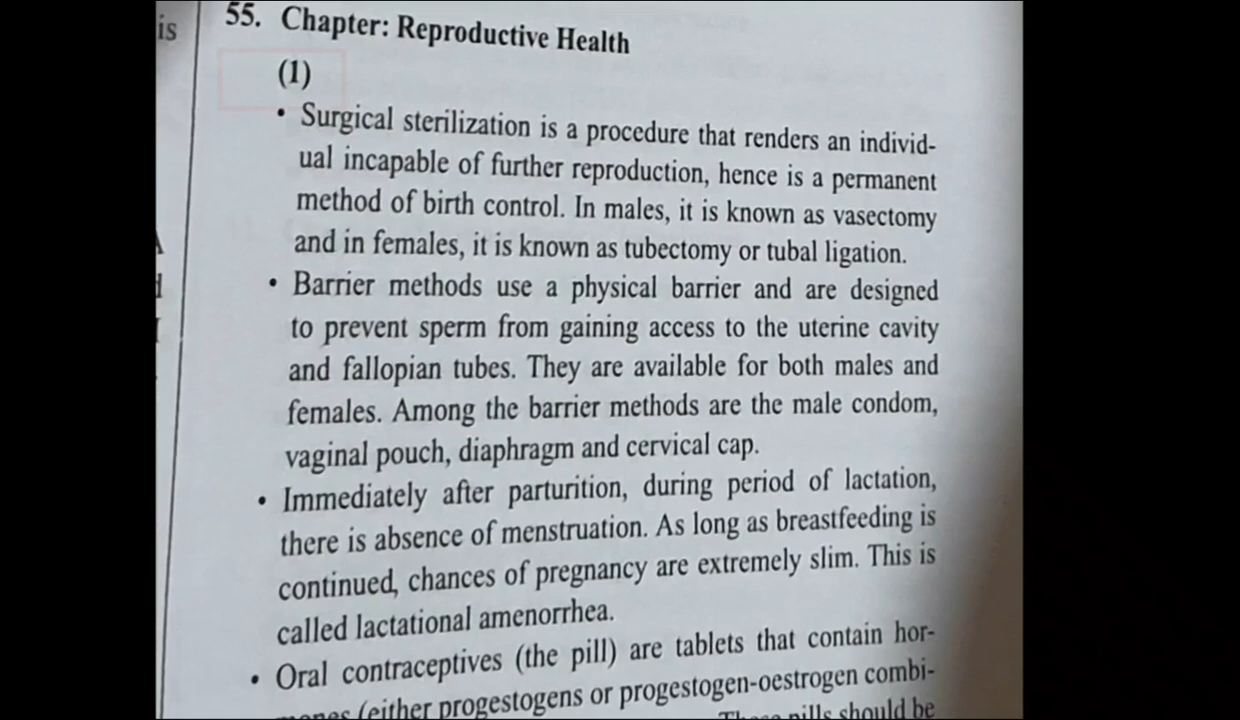 is
55. Chapter: Reproductive Health
(1)
• Surgical sterilization is a procedure that renders an individ-
ual incapable of further reproduction, hence is a permanent
method of birth control. In males, it is known as vasectomy
and in females, it is known as tubectomy or tubal ligation.
• Barrier methods use a physical barrier and are designed
to prevent sperm from gaining access to the uterine cavity
and fallopian tubes. They are available for both males and
females. Among the barrier methods are the male condom,
vaginal pouch, diaphragm and cervical cap.
• Immediately after parturition, during period of lactation,
there is absence of menstruation. As long as breastfeeding is
continued, chances of pregnancy are extremely slim. This is
called lactational amenorrhea.
• Oral contraceptives (the pill) are tablets that contain hor-
mones (either progestogens or progestogen-oestrogen combi-
These pills should be